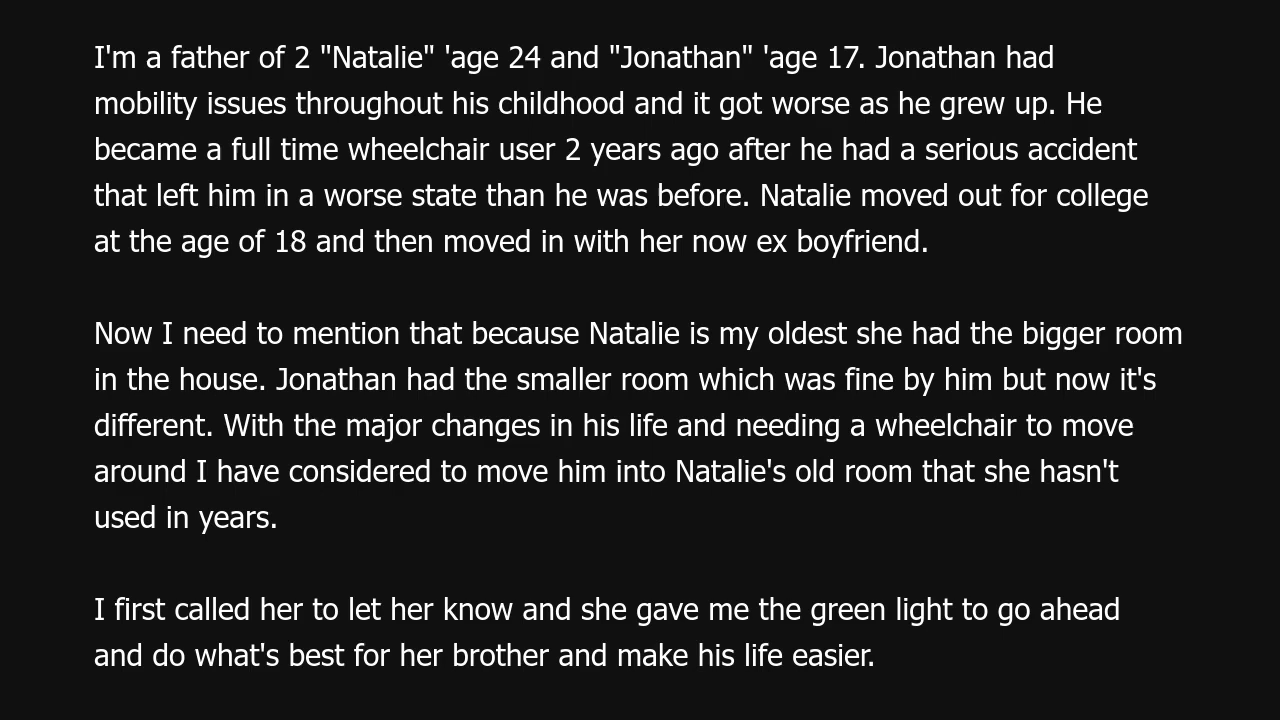 I'm a father of 2 "Natalie" 'age 24 and "Jonathan" 'age 17. Jonathan had
mobility issues throughout his childhood and it got worse as he grew up. He
became a full time wheelchair user 2 years ago after he had a serious accident
that left him in a worse state than he was before. Natalie moved out for college
at the age of 18 and then moved in with her now ex boyfriend.
Now I need to mention that because Natalie is my oldest she had the bigger room
in the house. Jonathan had the smaller room which was fine by him but now it's
different. With the major changes in his life and needing a wheelchair to move
around I have considered to move him into Natalie's old room that she hasn't
used in years.
I first called her to let her know and she gave me the green light to go ahead
and do what's best for her brother and make his life easier.